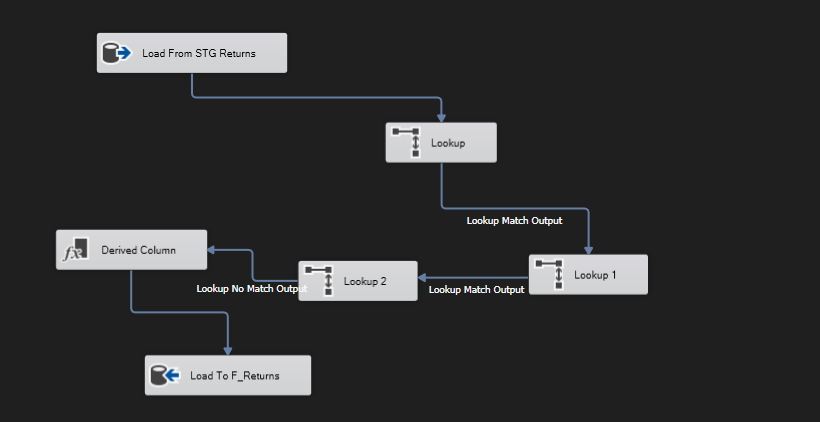 Load From STG Returns
Lookup
Lookup Match Output
Derived Column
Lookup 1
Lookup 2
Lookup No Match Output
Lookup Match Output
fx
Load To F_Returns